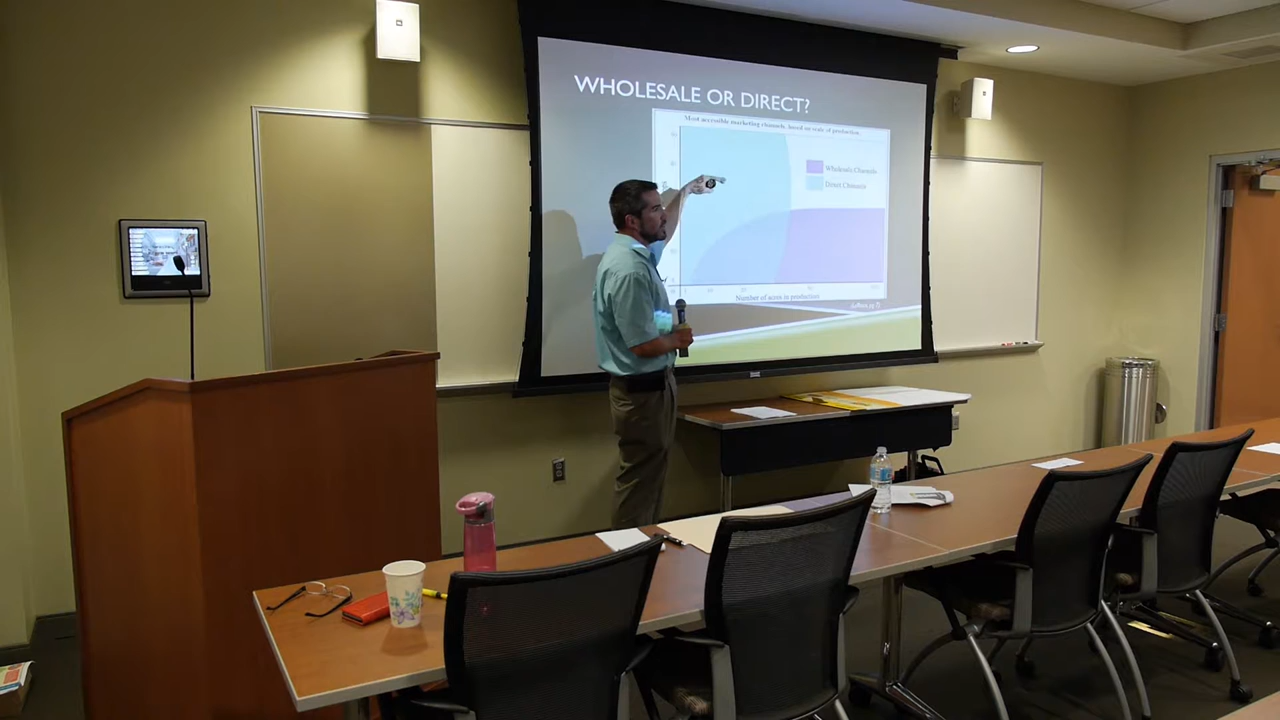 WHOLESALE OR DIRECT?
Most accessible marketing channels, based on scale of production
Wholesale Channels
Direct Channels
Number of acres in production